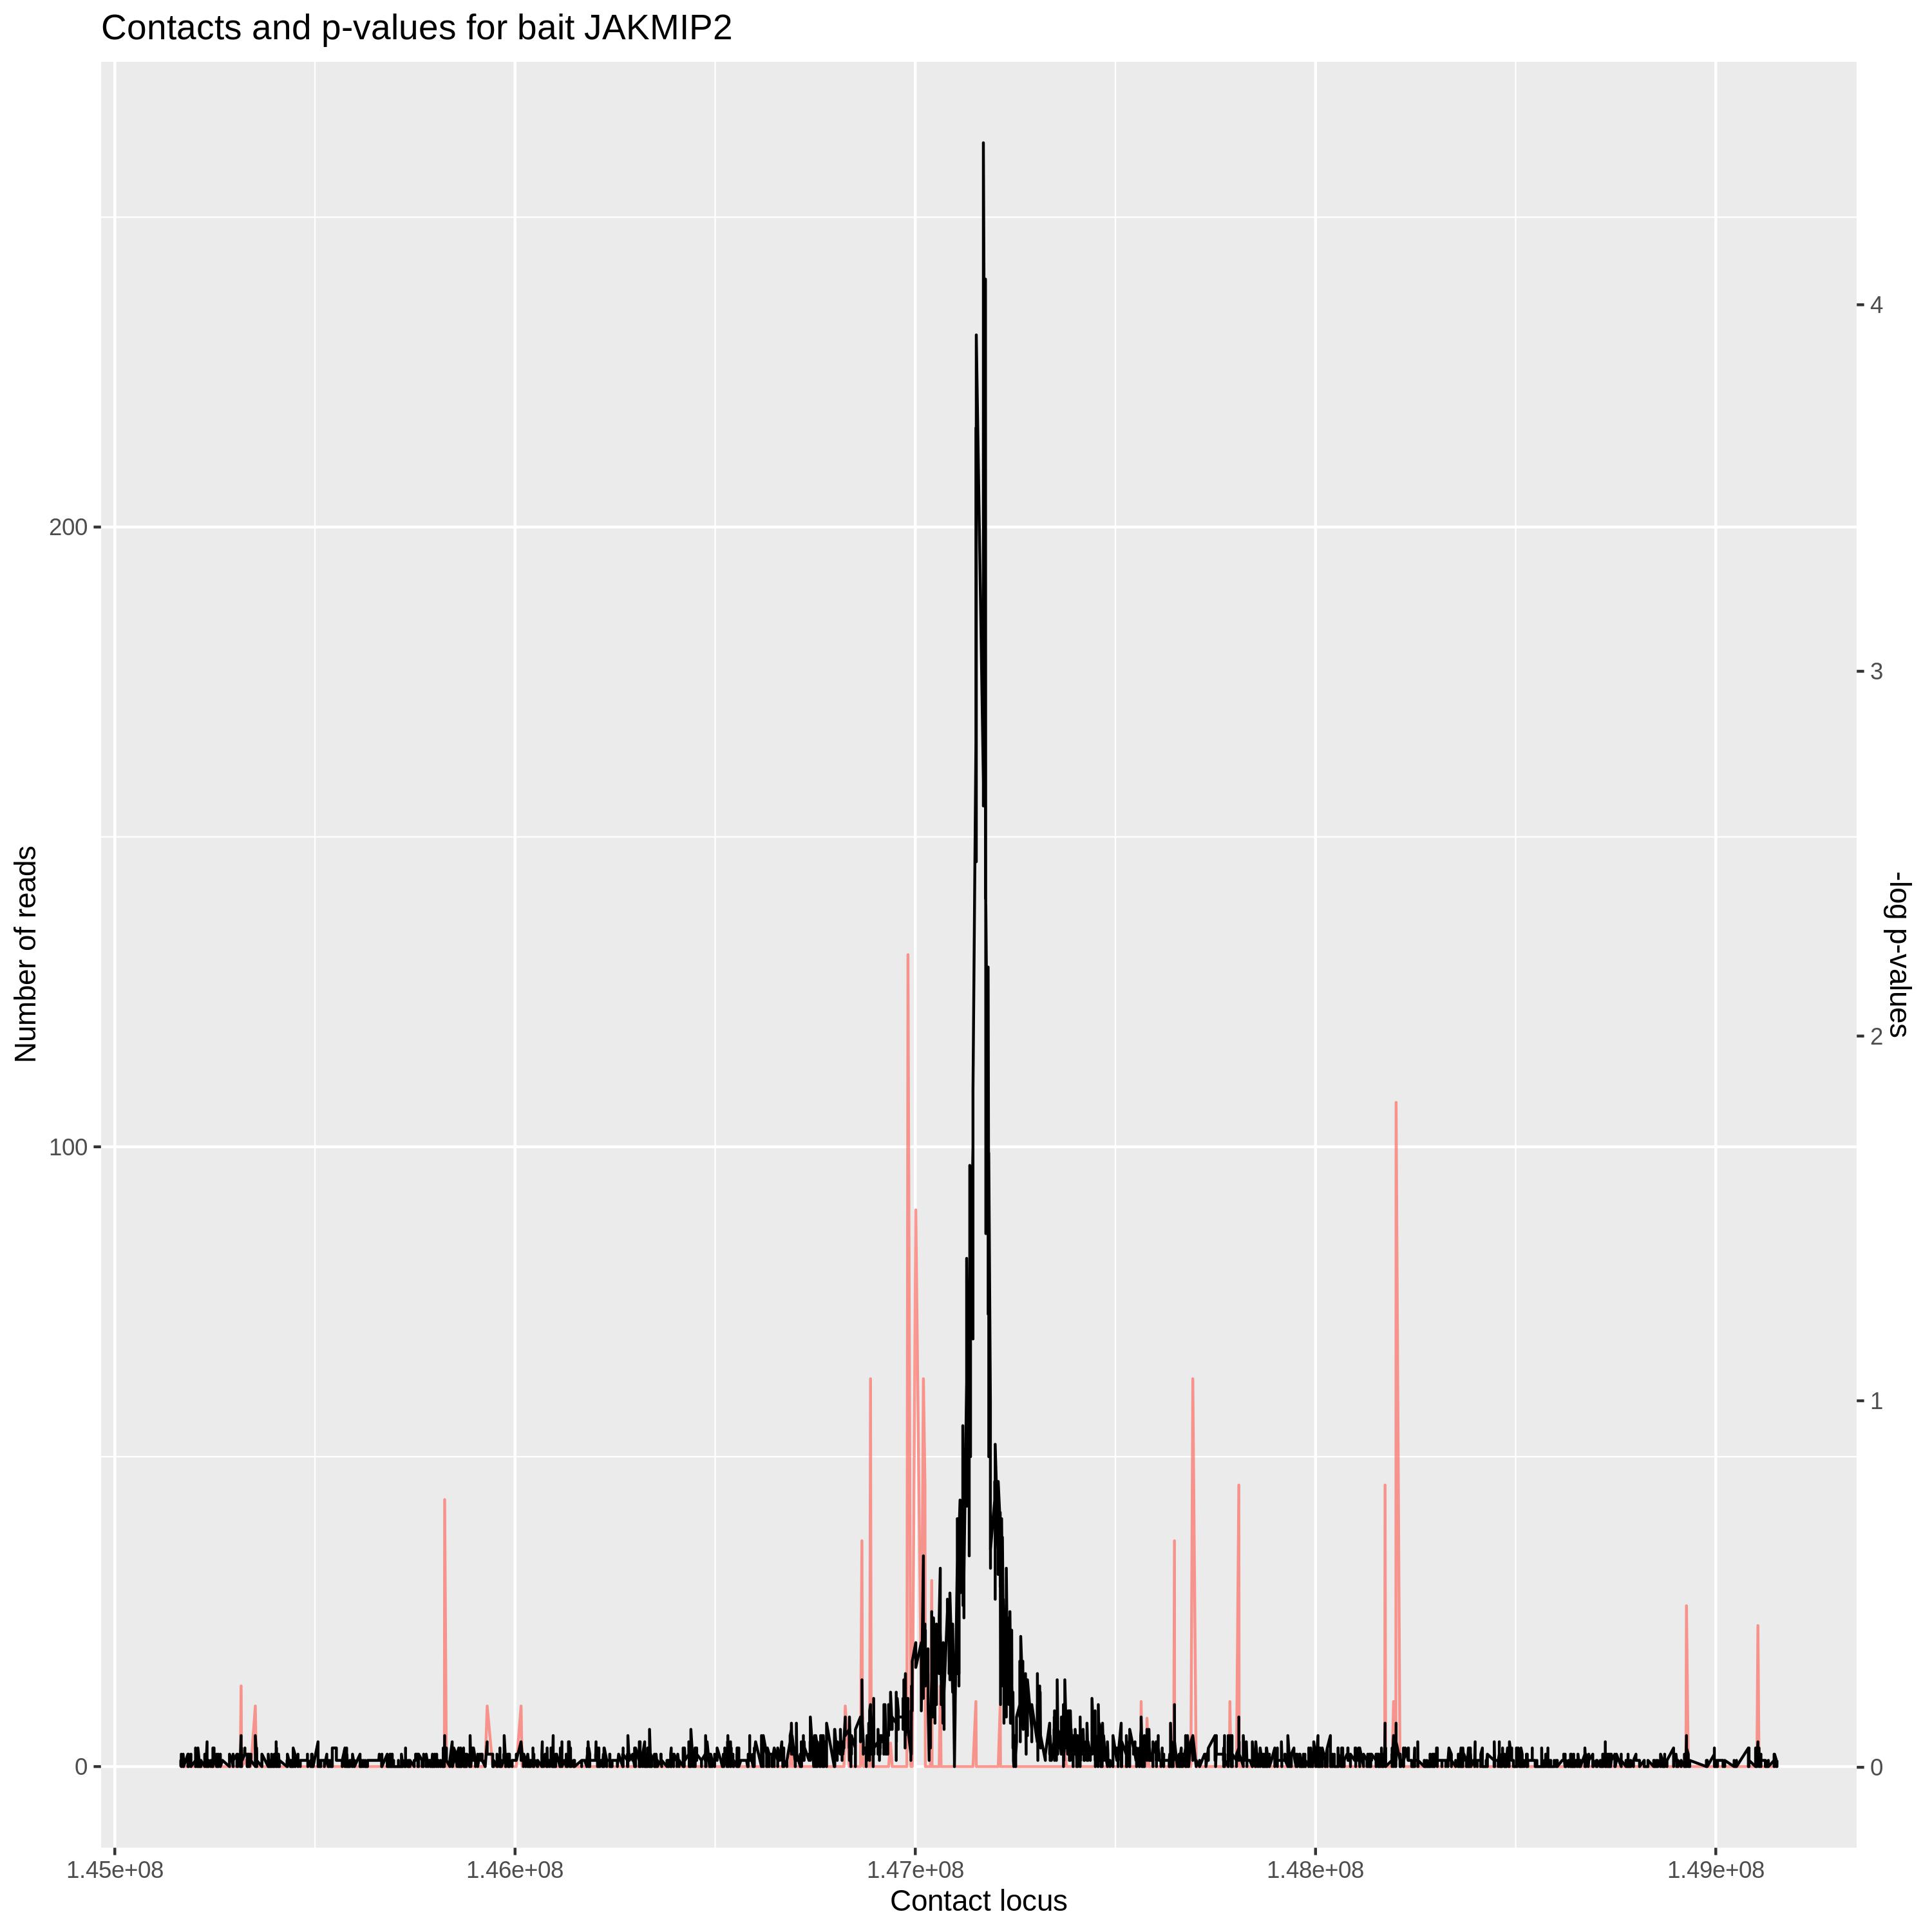 Contacts and p-values for bait JAKMIP2
Number of reads
200
100
0
4
3
2
1
0
-log p-values
1.45e+08
1.46e+08
1.47e+08
1.48e+08
1.49e+08
Contact locus